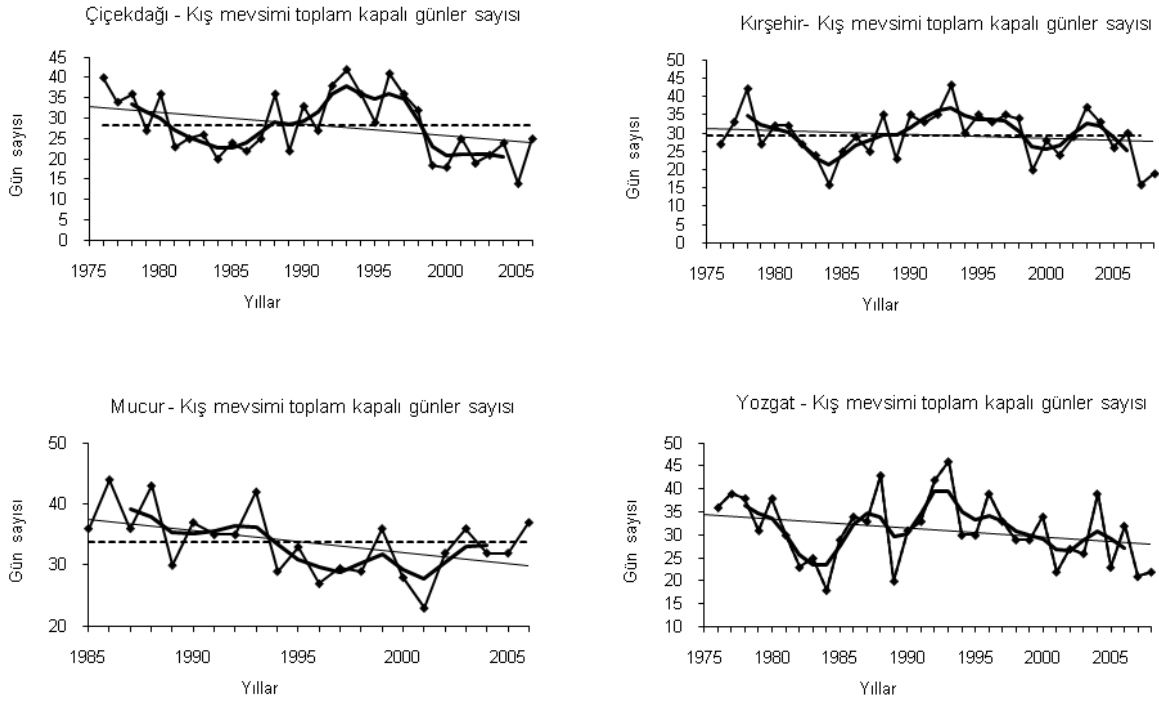 Çiçekdağı - Kış mevsimi toplam kapalı günler sayısı
Gün sayısı
45
40
35
30
25
20
15
10
5
0
1975 1980 1985 1990 1995 2000 2005
Yıllar
Kırşehir- Kış mevsimi toplam kapalı günler sayısı
Gün sayısı
50
45
40
35
30
25
20
15
10
5
0
1975 1980 1985 1990 1995 2000 2005
Yıllar
Mucur - Kış mevsimi toplam kapalı günler sayısı
Gün sayısı
50
40
30
20
1985 1990 1995 2000 2005
Yıllar
Yozgat - Kış mevsimi toplam kapalı günler sayısı
Gün sayısı
50
45
40
35
30
25
20
15
10
1975 1980 1985 1990 1995 2000 2005
Yıllar